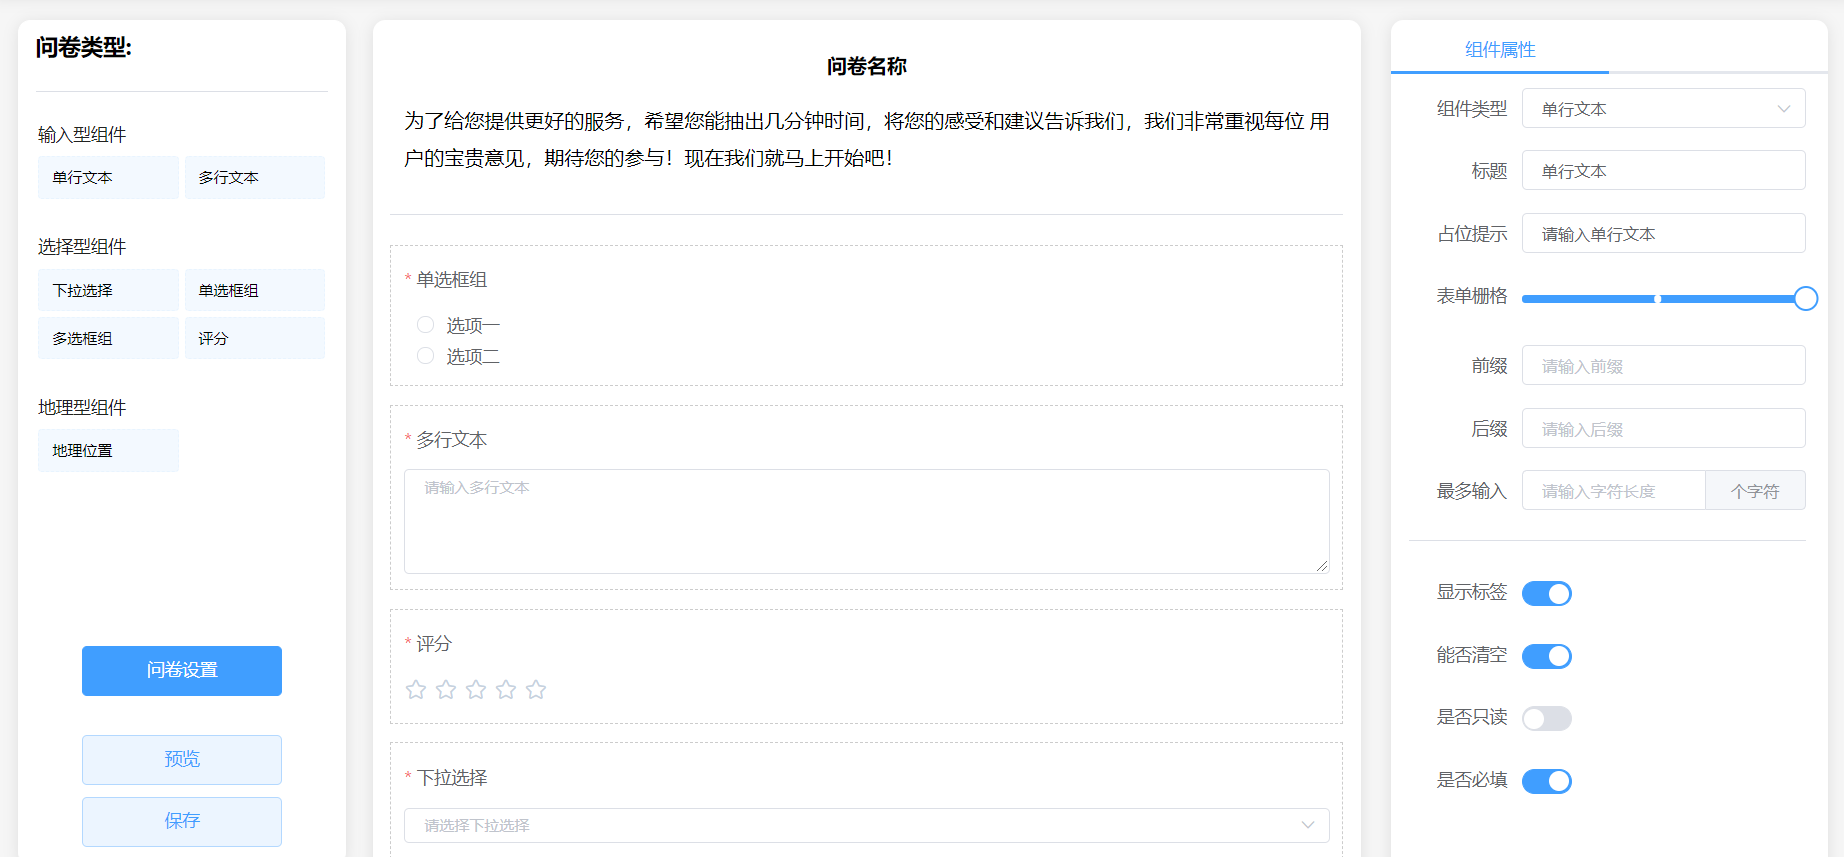 问卷类型:
输入型组件
单行文本 多行文本
选择型组件
下拉选择 单选框组
多选框组 评分
地理型组件
地理位置
问卷设置
预览
保存
问卷名称
为了给您提供更好的服务，希望您能抽出几分钟时间，将您的感受和建议告诉我们，我们非常重视每位 用
户的宝贵意见，期待您的参与！现在我们就马上开始吧！
* 单选框组
选项一
选项二
* 多行文本
请输入多行文本
* 评分
* 下拉选择
请选择下拉选择
组件属性
组件类型 单行文本
标题 单行文本
占位提示 请输入单行文本
表单栅格
前缀 请输入前缀
后缀 请输入后缀
最多输入 请输入字符长度 个字符
显示标签
能否清空
是否只读
是否必填